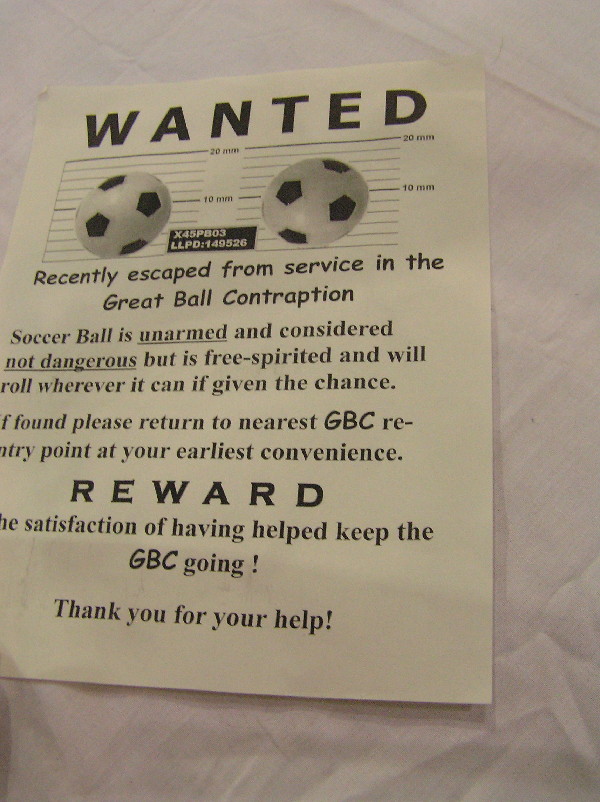 WANTED
20 mm 20 mm
10 mm 10 mm
X45PB03
LLPD:149526
Recently escaped from service in the
Great Ball Contraption
Soccer Ball is unarmed and considered
not dangerous but is free-spirited and will
roll wherever it can if given the chance.
f found please return to nearest GBC re-
ntry point at your earliest convenience.
REWARD
he satisfaction of having helped keep the
GBC going !
Thank you for your help!